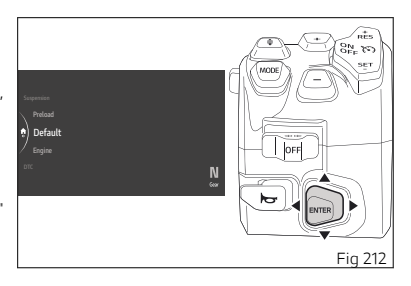 Suspension
Preload
Default
Engine
DTC
N
Gear
MODE
+
RES
ON
OFF
SET
−
OFF
ENTER
Fig 212